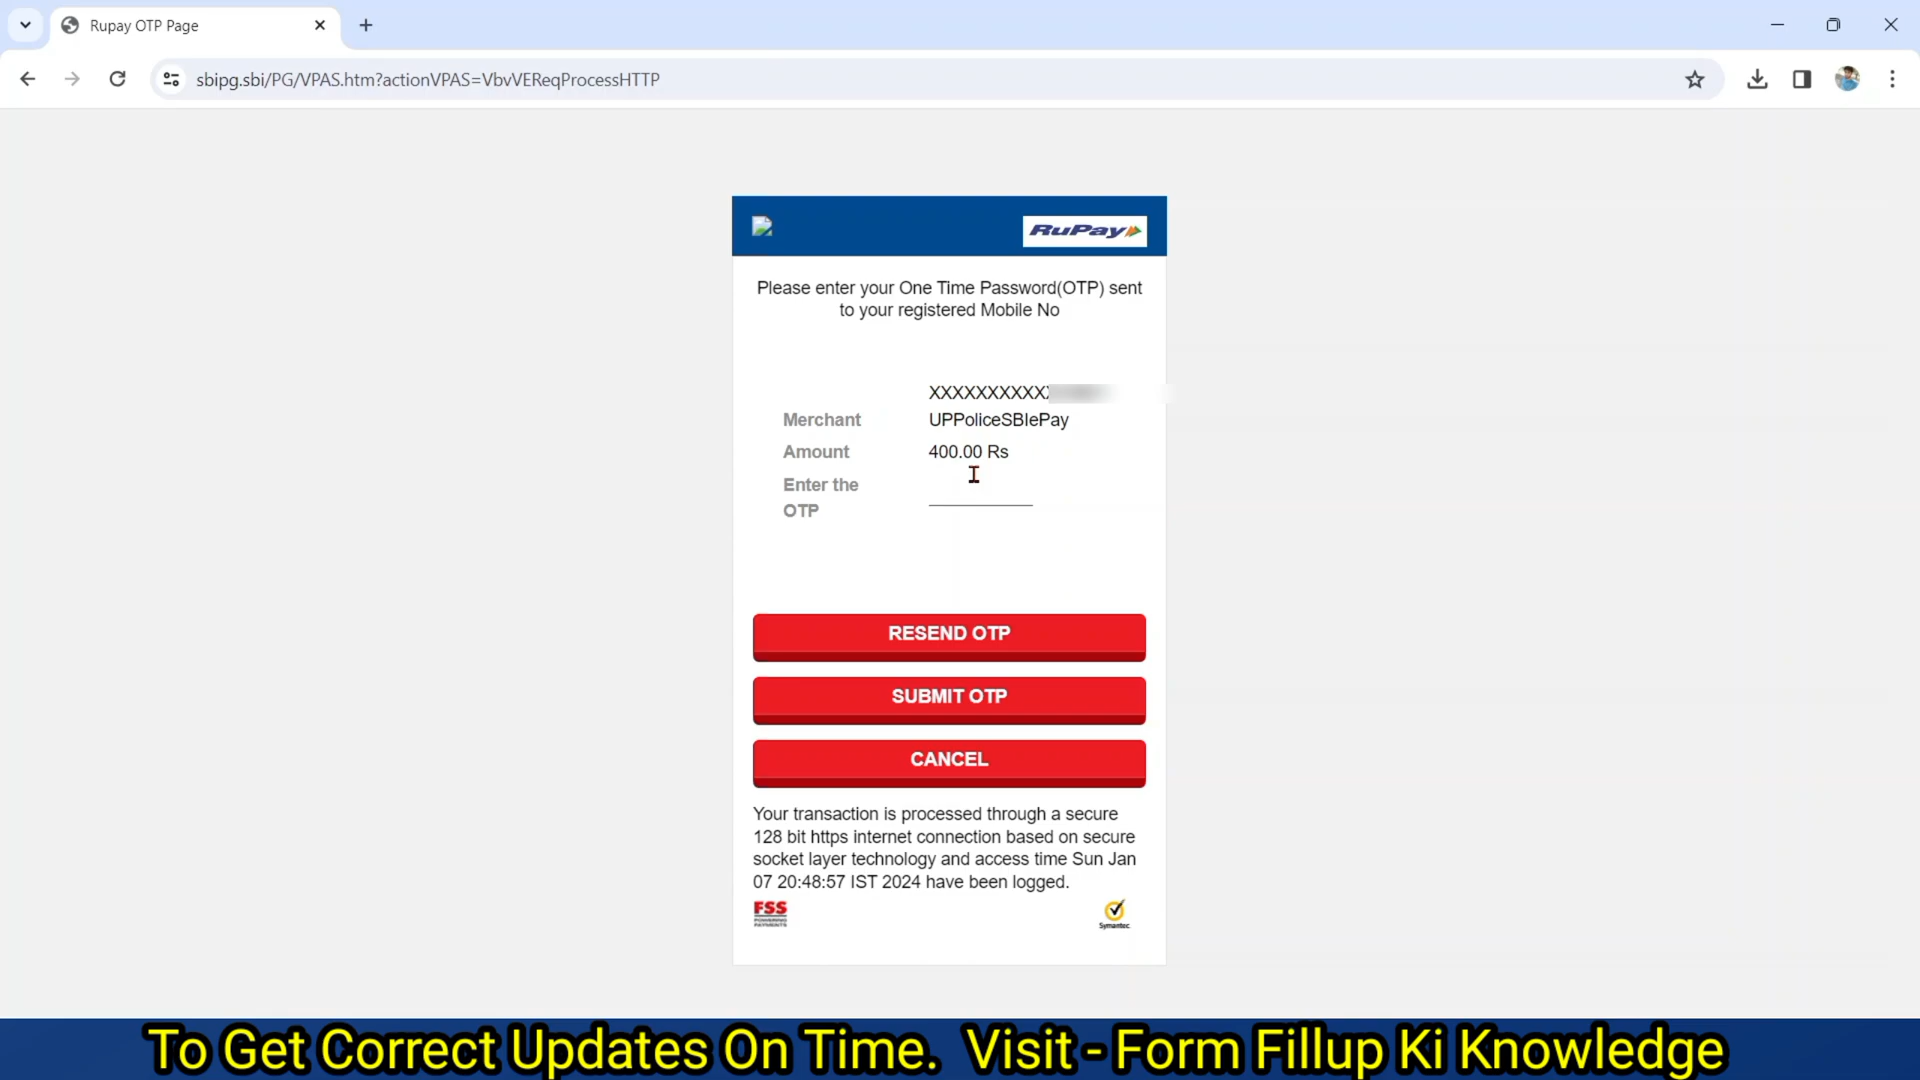 Rupay OTP Page
sbipg.sbi/PG/VPAS.htm?actionVPAS=VbvVEReqProcessHTTP
RuPay
Please enter your One Time Password(OTP) sent
to your registered Mobile No
XXXXXXXXXXX
Merchant UPPoliceSBIePay
Amount 400.00 Rs
Enter the
OTP
RESEND OTP
SUBMIT OTP
CANCEL
Your transaction is processed through a secure
128 bit https internet connection based on secure
socket layer technology and access time Sun Jan
07 20:48:57 IST 2024 have been logged.
FSS
POWERING
PAYMENTS
Symantec
To Get Correct Updates On Time. Visit - Form Fillup Ki Knowledge